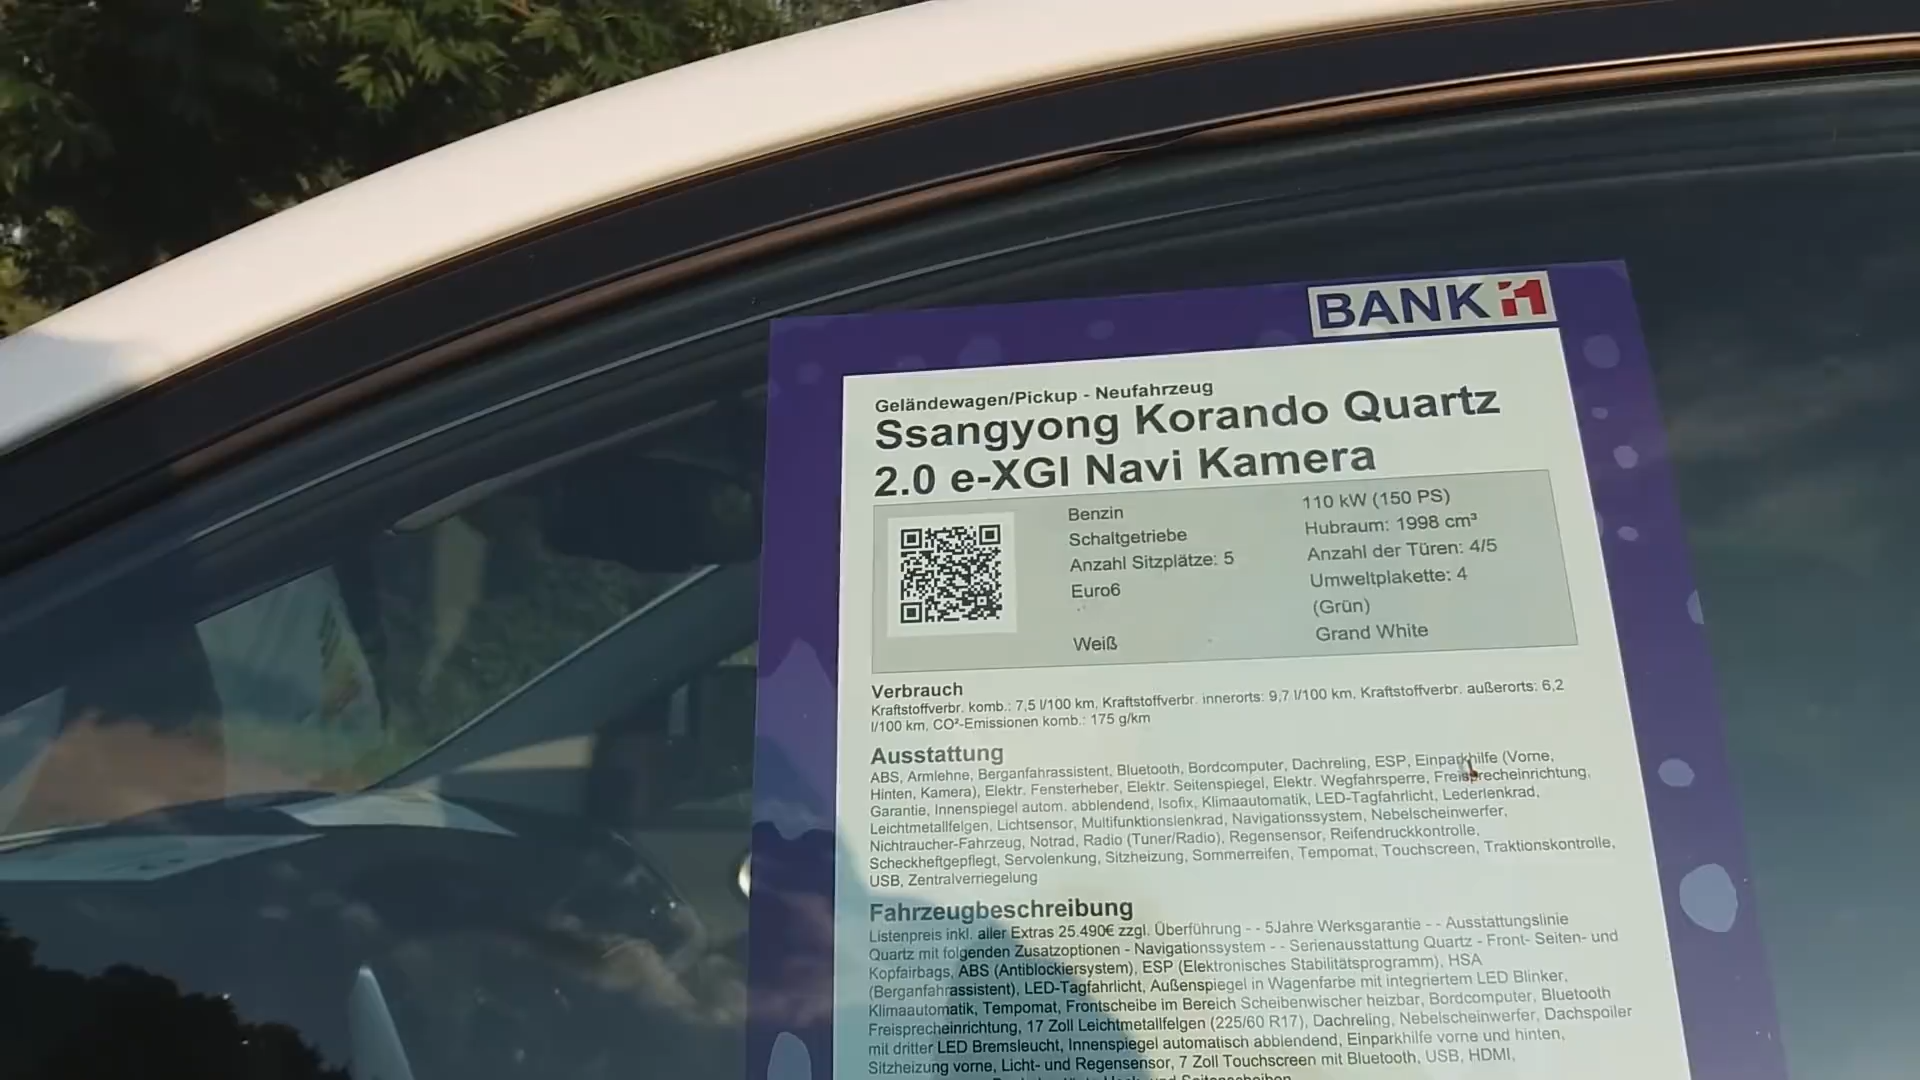 BANK 11
Geländewagen/Pickup - Neufahrzeug
Ssangyong Korando Quartz
2.0 e-XGI Navi Kamera
Benzin
Schaltgetriebe
Anzahl Sitzplätze: 5
Euro6
Weiß
110 kW (150 PS)
Hubraum: 1998 cm³
Anzahl der Türen: 4/5
Umweltplakette: 4
(Grün)
Grand White
Verbrauch
Kraftstoffverbr. komb.: 7,5 l/100 km, Kraftstoffverbr. innerorts: 9,7 l/100 km, Kraftstoffverbr. außerorts: 6,2
l/100 km, CO²-Emissionen komb.: 175 g/km
Ausstattung
ABS, Armlehne, Berganfahrassistent, Bluetooth, Bordcomputer, Dachreling, ESP, Einparkhilfe (Vorne,
Hinten, Kamera), Elektr. Fensterheber, Elektr. Seitenspiegel, Elektr. Wegfahrsperre, Freisprecheinrichtung,
Garantie, Innenspiegel autom. abblendend, Isofix, Klimaautomatik, LED-Tagfahrlicht, Lederlenkrad,
Leichtmetallfelgen, Lichtsensor, Multifunktionslenkrad, Navigationssystem, Nebelscheinwerfer,
Nichtraucher-Fahrzeug, Notrad, Radio (Tuner/Radio), Regensensor, Reifendruckkontrolle,
Scheckheftgepflegt, Servolenkung, Sitzheizung, Sommerreifen, Tempomat, Touchscreen, Traktionskontrolle,
USB, Zentralverriegelung
Fahrzeugbeschreibung
Listenpreis inkl. aller Extras 25.490€ zzgl. Überführung - - 5Jahre Werksgarantie - - Ausstattungslinie
Quartz mit folgenden Zusatzoptionen - Navigationssystem - - Serienausstattung Quartz - Front- Seiten- und
Kopfairbags, ABS (Antiblockiersystem), ESP (Elektronisches Stabilitätsprogramm), HSA
(Berganfahrassistent), LED-Tagfahrlicht, Außenspiegel in Wagenfarbe mit integriertem LED Blinker,
Klimaautomatik, Tempomat, Frontscheibe im Bereich Scheibenwischer heizbar, Bordcomputer, Bluetooth
Freisprecheinrichtung, 17 Zoll Leichtmetallfelgen (225/60 R17), Dachreling, Nebelscheinwerfer, Dachspoiler
mit dritter LED Bremsleucht, Innenspiegel automatisch abblendend, Einparkhilfe vorne und hinten,
Sitzheizung vorne, Licht- und Regensensor, 7 Zoll Touchscreen mit Bluetooth, USB, HDMI,